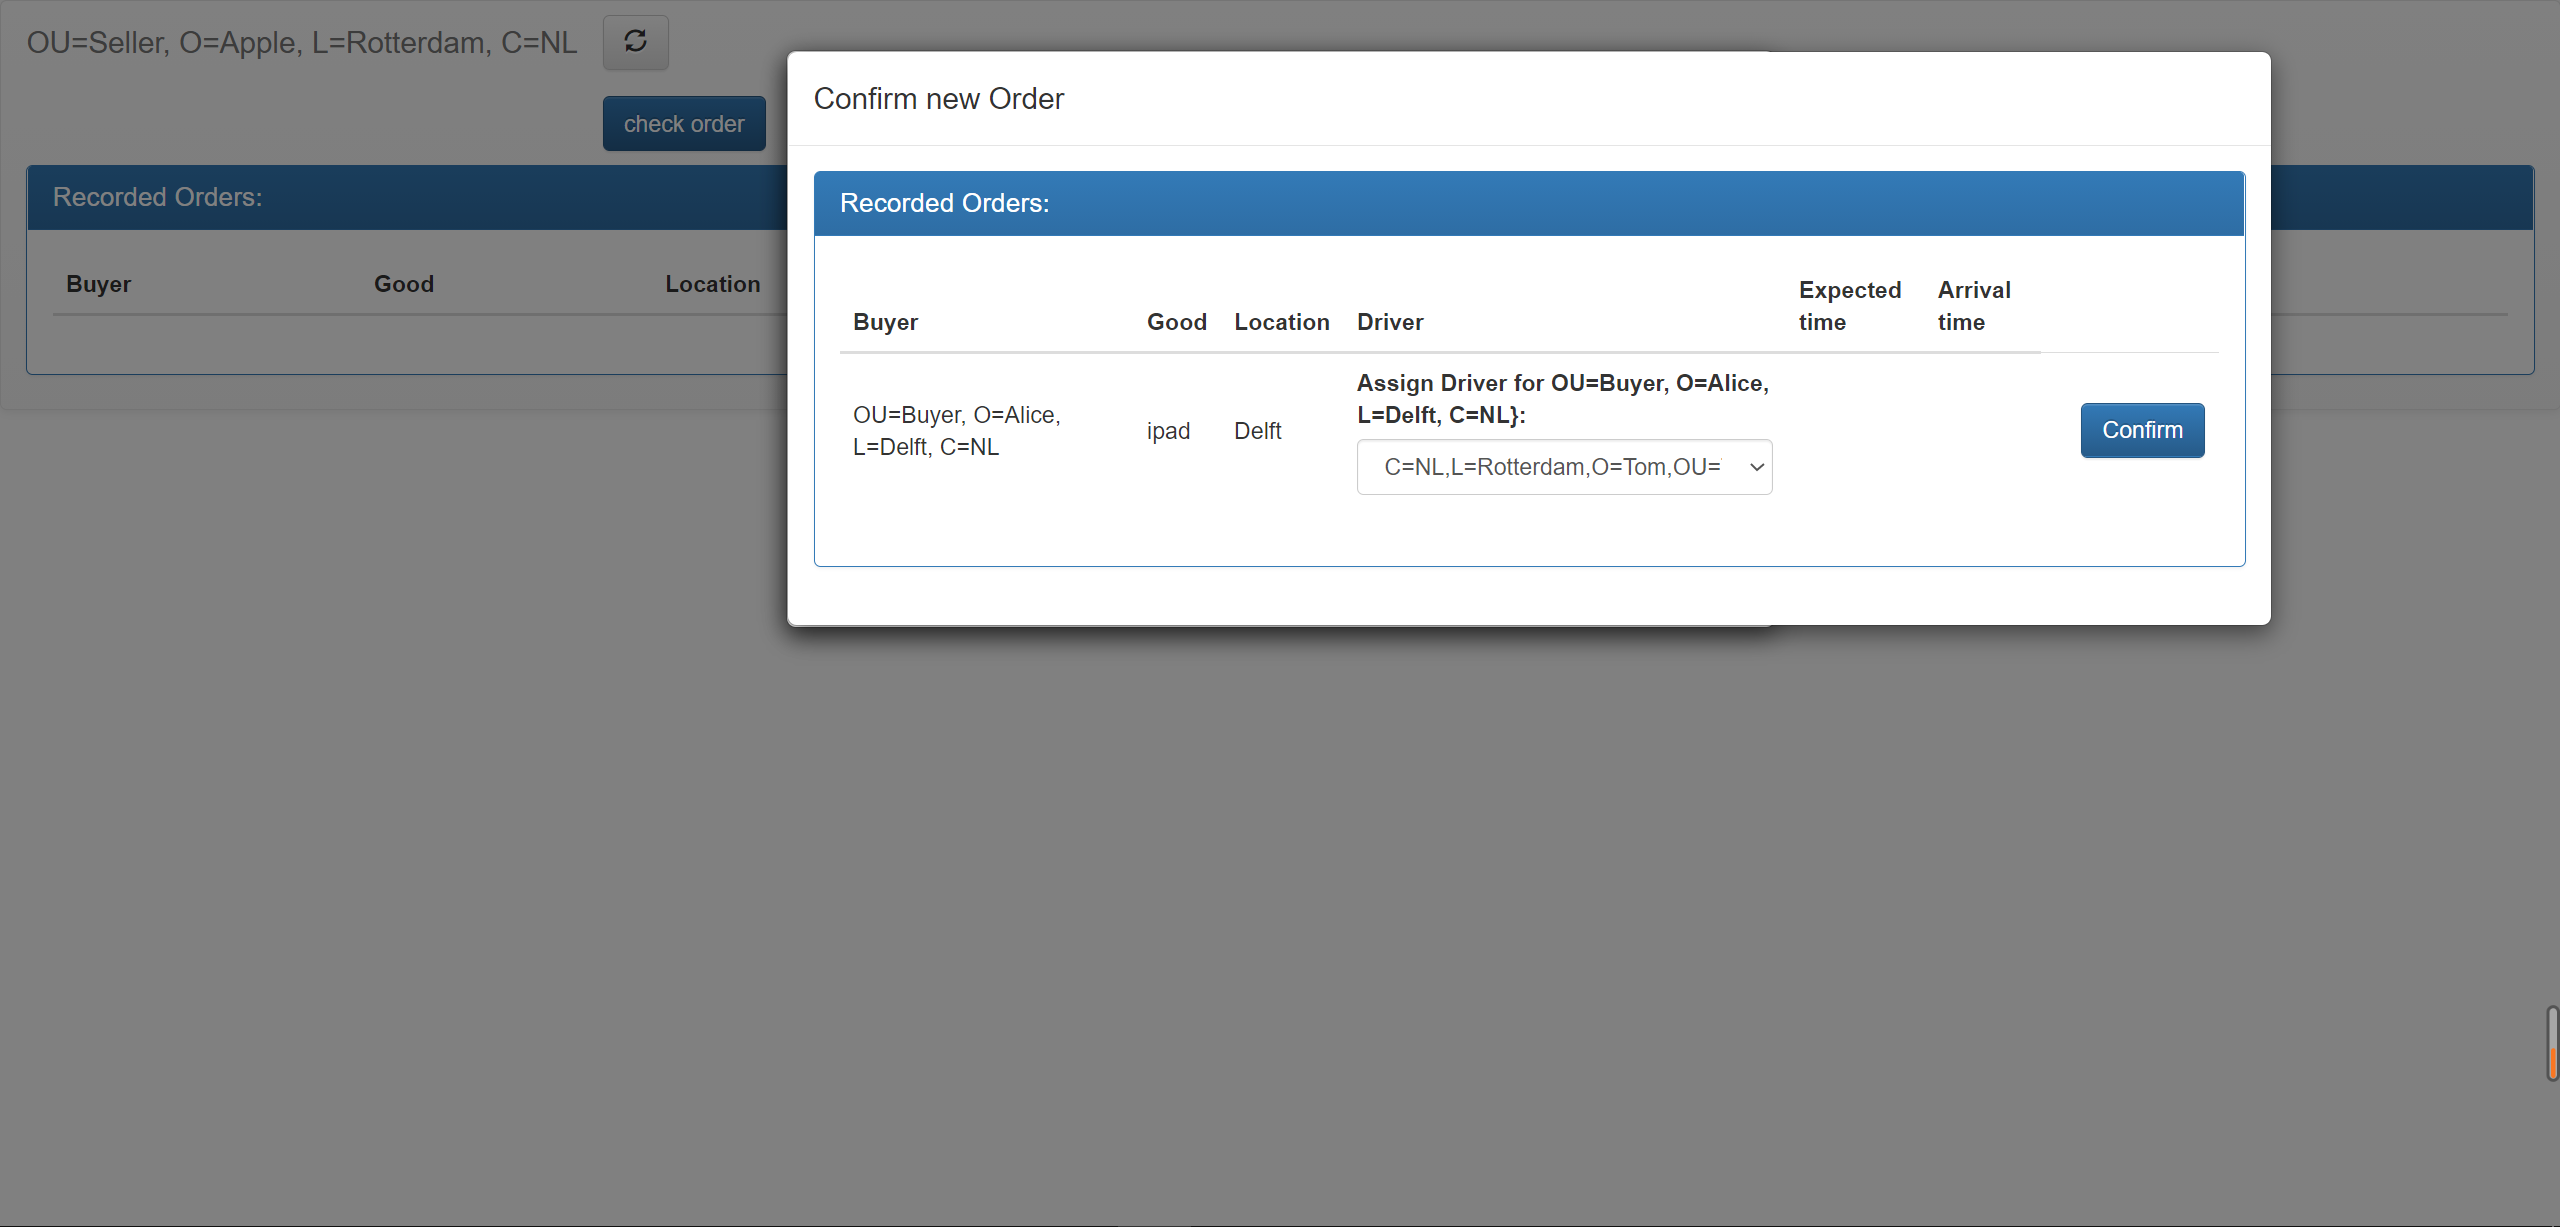 OU=Seller, O=Apple, L=Rotterdam, C=NL
check order
Recorded Orders:
Buyer Good Location
Confirm new Order
Recorded Orders:
Buyer Good Location Driver Expected time Arrival time
OU=Buyer, O=Alice,
L=Delft, C=NL
ipad
Delft
Assign Driver for OU=Buyer, O=Alice,
L=Delft, C=NL}:
C=NL,L=Rotterdam,O=Tom,OU=
Confirm